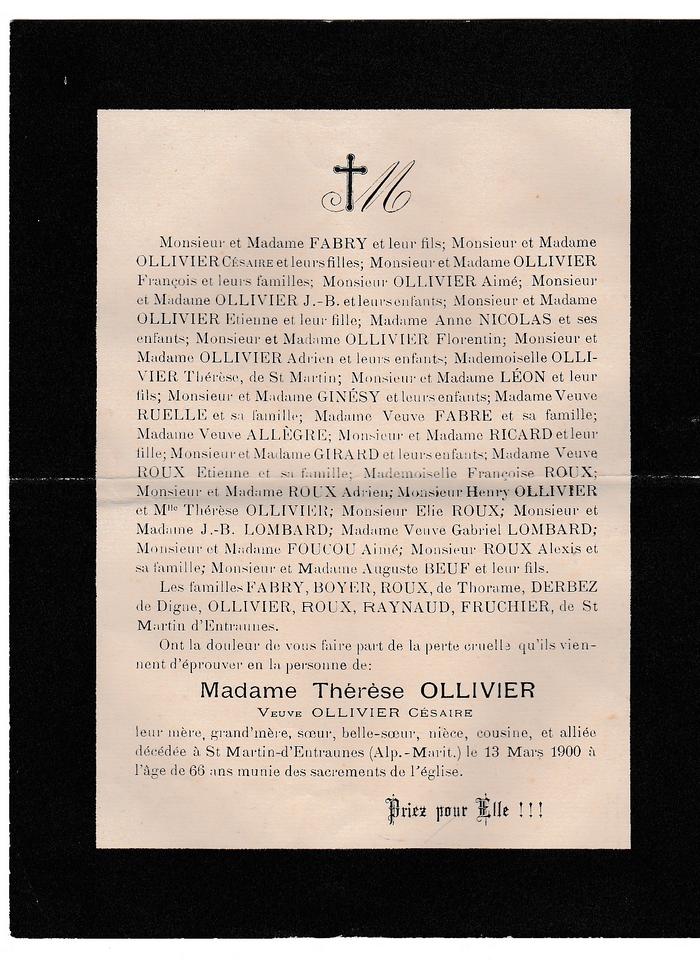 M
Monsieur et Madame FABRY et leur fils; Monsieur et Madame
OLLIVIER CÉSAIRE et leurs filles; Monsieur et Madame OLLIVIER
François et leurs familles; Monsieur OLLIVIER Aimé; Monsieur
et Madame OLLIVIER J.-B. et leurs enfants; Monsieur et Madame
OLLIVIER Etienne et leur fille; Madame Anne NICOLAS et ses
enfants; Monsieur et Madame OLLIVIER Florentin; Monsieur et
Madame OLLIVIER Adrien et leurs enfants; Mademoiselle OLLI-
VIER Thérèse, de St Martin; Monsieur et Madame LÉON et leur
fils; Monsieur et Madame GINÉSY et leurs enfants; Madame Veuve
RUELLE et sa famille; Madame Veuve FABRE et sa famille;
Madame Veuve ALLÈGRE; Monsieur et Madame RICARD et leur
fille; Monsieur et Madame GIRARD et leurs enfants; Madame Veuve
ROUX Etienne et sa famille; Mademoiselle Françoise ROUX;
Monsieur et Madame ROUX Adrien; Monsieur Henry OLLIVIER
et Mlle Thérèse OLLIVIER; Monsieur Elie ROUX; Monsieur et
Madame J.-B. LOMBARD; Madame Veuve Gabriel LOMBARD;
Monsieur et Madame FOUCOU Aimé; Monsieur ROUX Alexis et
sa famille; Monsieur et Madame Auguste BEUF et leur fils.
Les familles FABRY, BOYER, ROUX, de Thorame, DERBEZ
de Digne, OLLIVIER, ROUX, RAYNAUD, FRUCHIER, de St
Martin d'Entraunes.
Ont la douleur de vous faire part de la perte cruelle qu'ils vien-
nent d'éprouver en la personne de:
Madame Thérèse OLLIVIER
VEUVE OLLIVIER CÉSAIRE
leur mère, grand'mère, sœur, belle-sœur, nièce, cousine, et alliée
décédée à St Martin-d'Entraunes (Alp.-Marit.) le 13 Mars 1900 à
l'âge de 66 ans munie des sacrements de l'église.
Priez pour Elle !!!